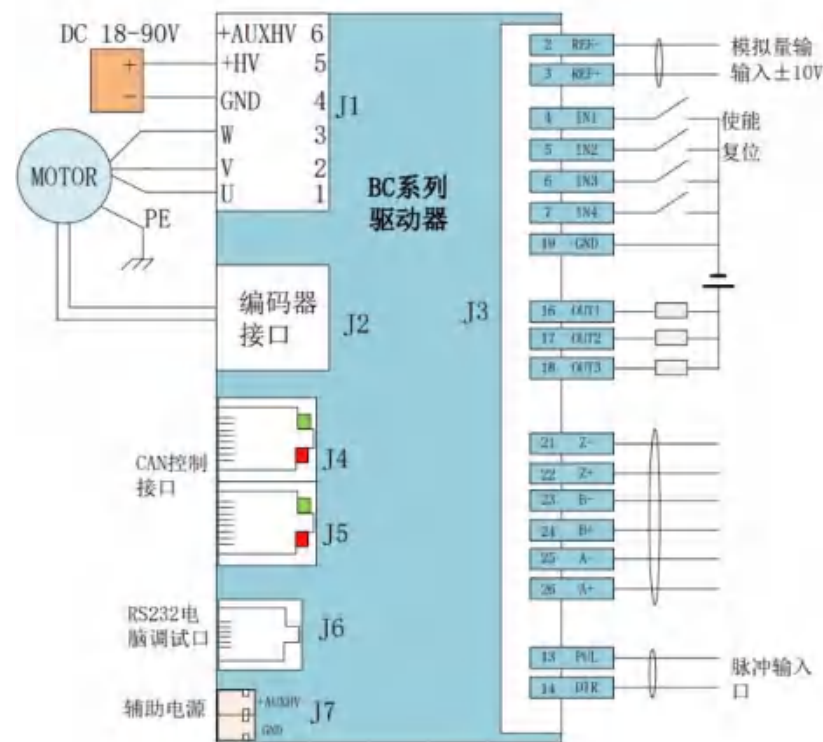 DC 18-90V
+
-
MOTOR
PE
+AUXHV 6
+HV 5
GND 4
W 3
V 2
U 1
J1
BC系列
驱动器
编码器
接口
J2
J3
CAN控制
接口
J4
J5
RS232电
脑调试口
J6
辅助电源
+AUXHV
GND
J7
2 REF-
3 REF+
模拟量输
输入±10V
4 IN1
使能
5 IN2
复位
6 IN3
7 IN4
19 GND
16 OUT1
17 OUT2
18 OUT3
21 Z-
22 Z+
23 B-
24 B+
25 A-
26 A+
13 PUL
14 DIR
脉冲输入
口